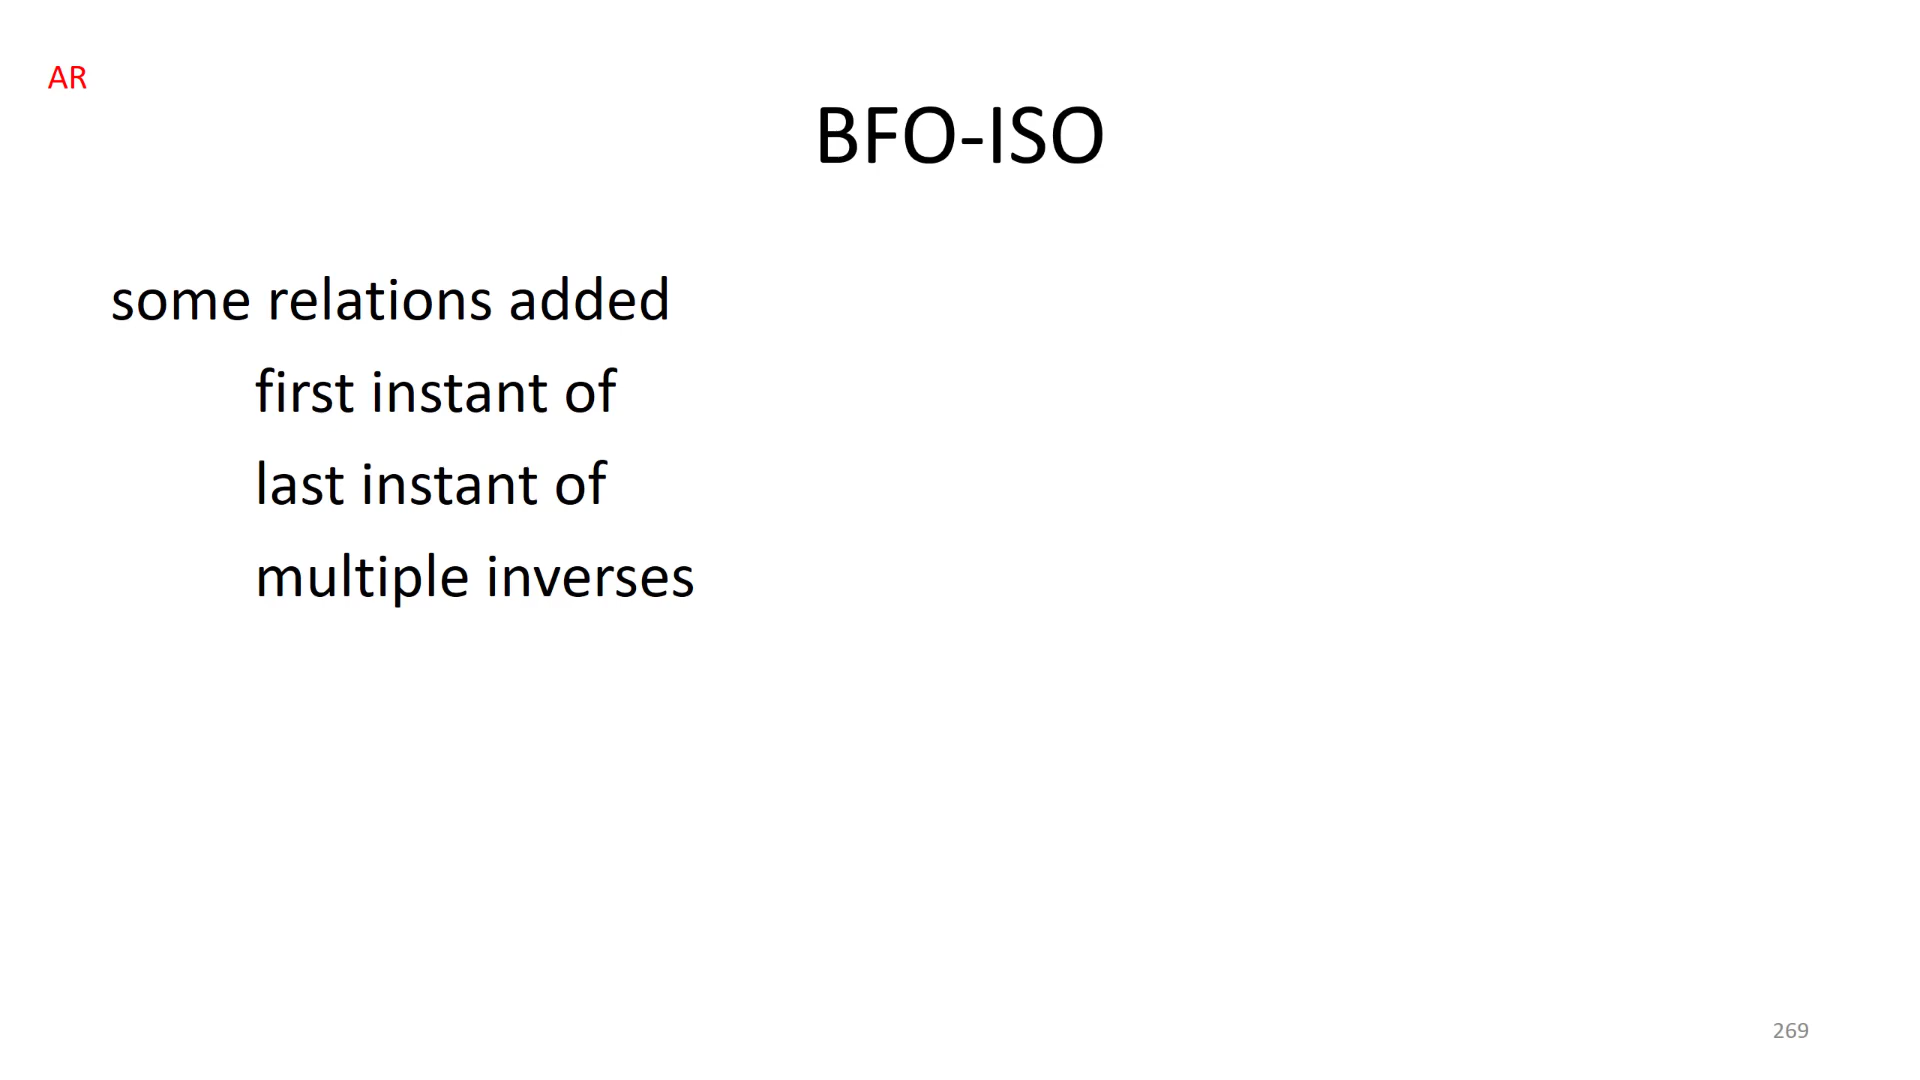 AR
BFO-ISO
some relations added
first instant of
last instant of
multiple inverses
269